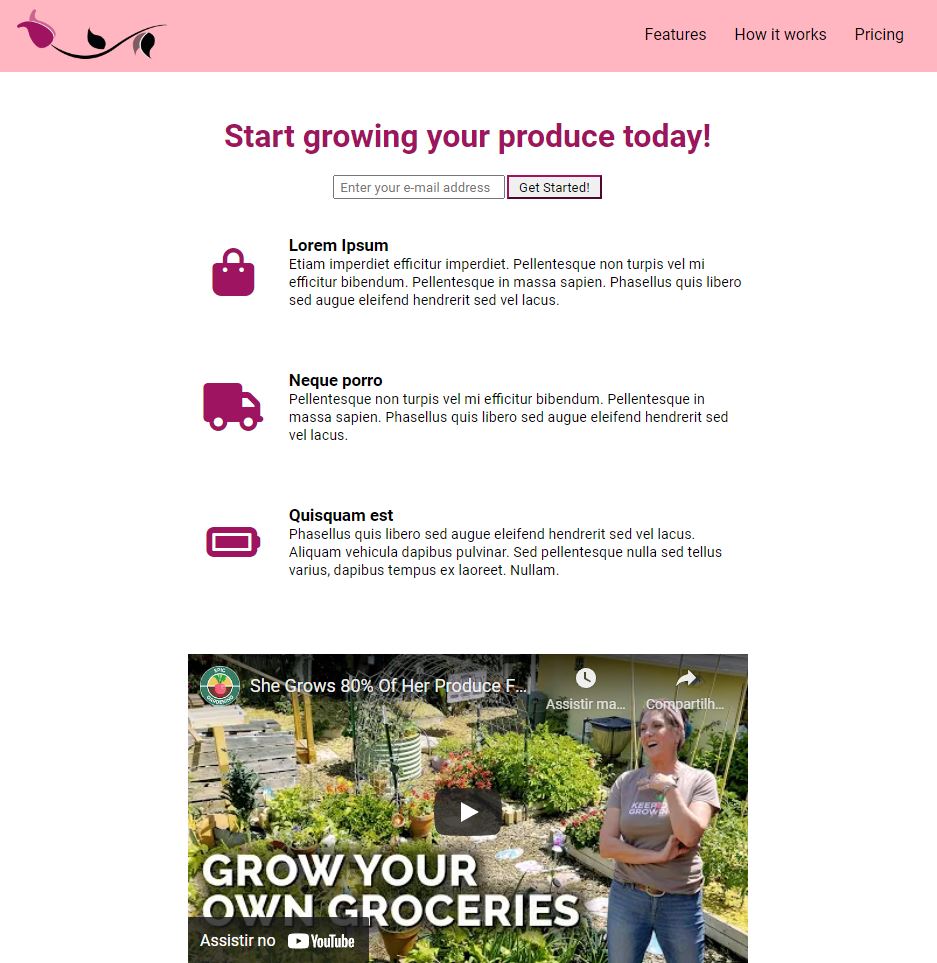 Features How it works Pricing
Start growing your produce today!
Enter your e-mail address Get Started!
Lorem Ipsum
Etiam imperdiet efficitur imperdiet. Pellentesque non turpis vel mi
efficitur bibendum. Pellentesque in massa sapien. Phasellus quis libero
sed augue eleifend hendrerit sed vel lacus.
Neque porro
Pellentesque non turpis vel mi efficitur bibendum. Pellentesque in
massa sapien. Phasellus quis libero sed augue eleifend hendrerit sed
vel lacus.
Quisquam est
Phasellus quis libero sed augue eleifend hendrerit sed vel lacus.
Aliquam vehicula dapibus pulvinar. Sed pellentesque nulla sed tellus
varius, dapibus tempus ex laoreet. Nullam.
EPIC
GARDENING
She Grows 80% Of Her Produce F...
Assistir ma... Compartilh...
KEEP
GROWIN
GROW YOUR
OWN GROCERIES
Assistir no YouTube